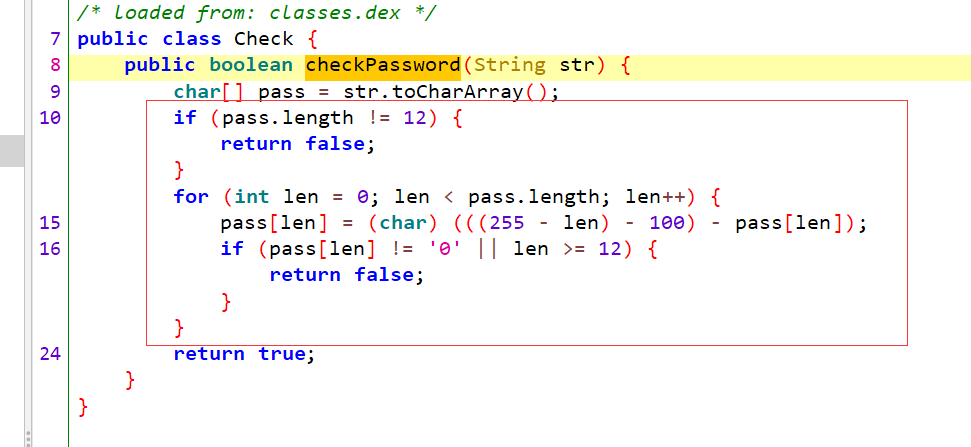 /* loaded from: classes.dex */
7 public class Check {
8 public boolean checkPassword(String str) {
9 char[] pass = str.toCharArray();
10 if (pass.length != 12) {
return false;
}
for (int len = 0; len < pass.length; len++) {
15 pass[len] = (char) (((255 - len) - 100) - pass[len]);
16 if (pass[len] != '0' || len >= 12) {
return false;
}
}
24 return true;
}
}